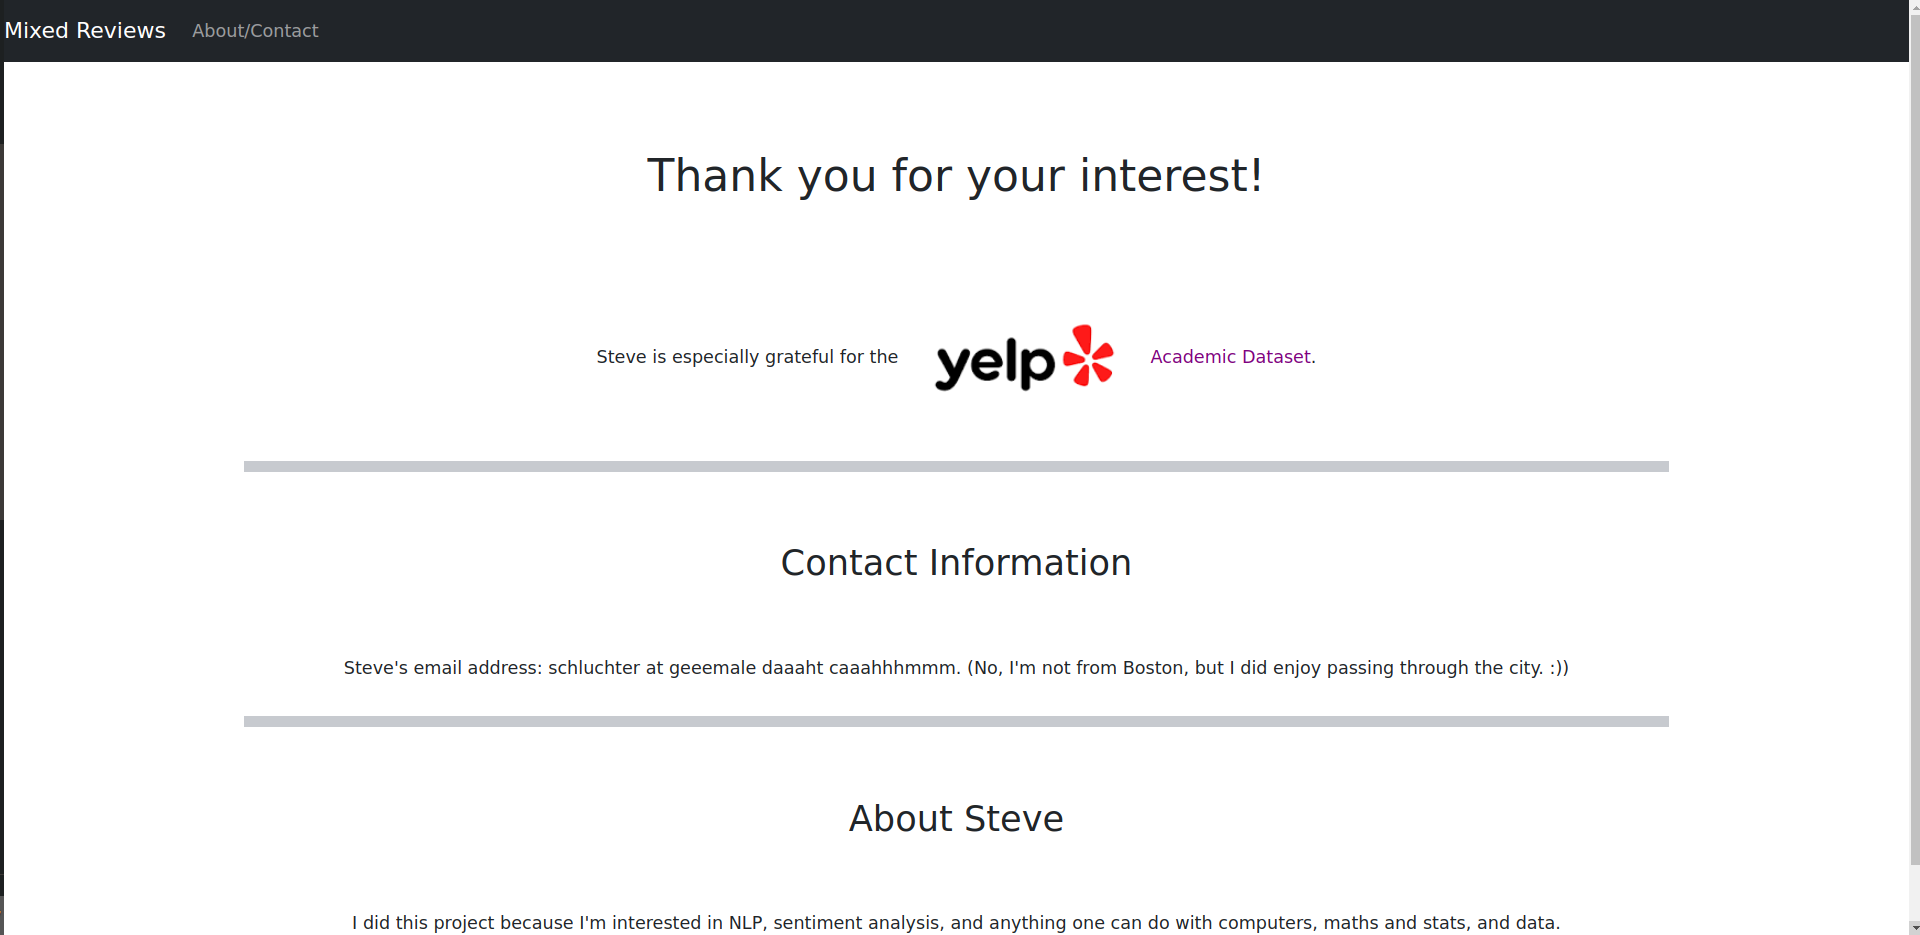 Mixed Reviews About/Contact
Thank you for your interest!
Steve is especially grateful for the yelp Academic Dataset.
Contact Information
Steve's email address: schluchter at geeemale daaaht caaahhhmmm. (No, I'm not from Boston, but I did enjoy passing through the city. :))
About Steve
I did this project because I'm interested in NLP, sentiment analysis, and anything one can do with computers, maths and stats, and data.